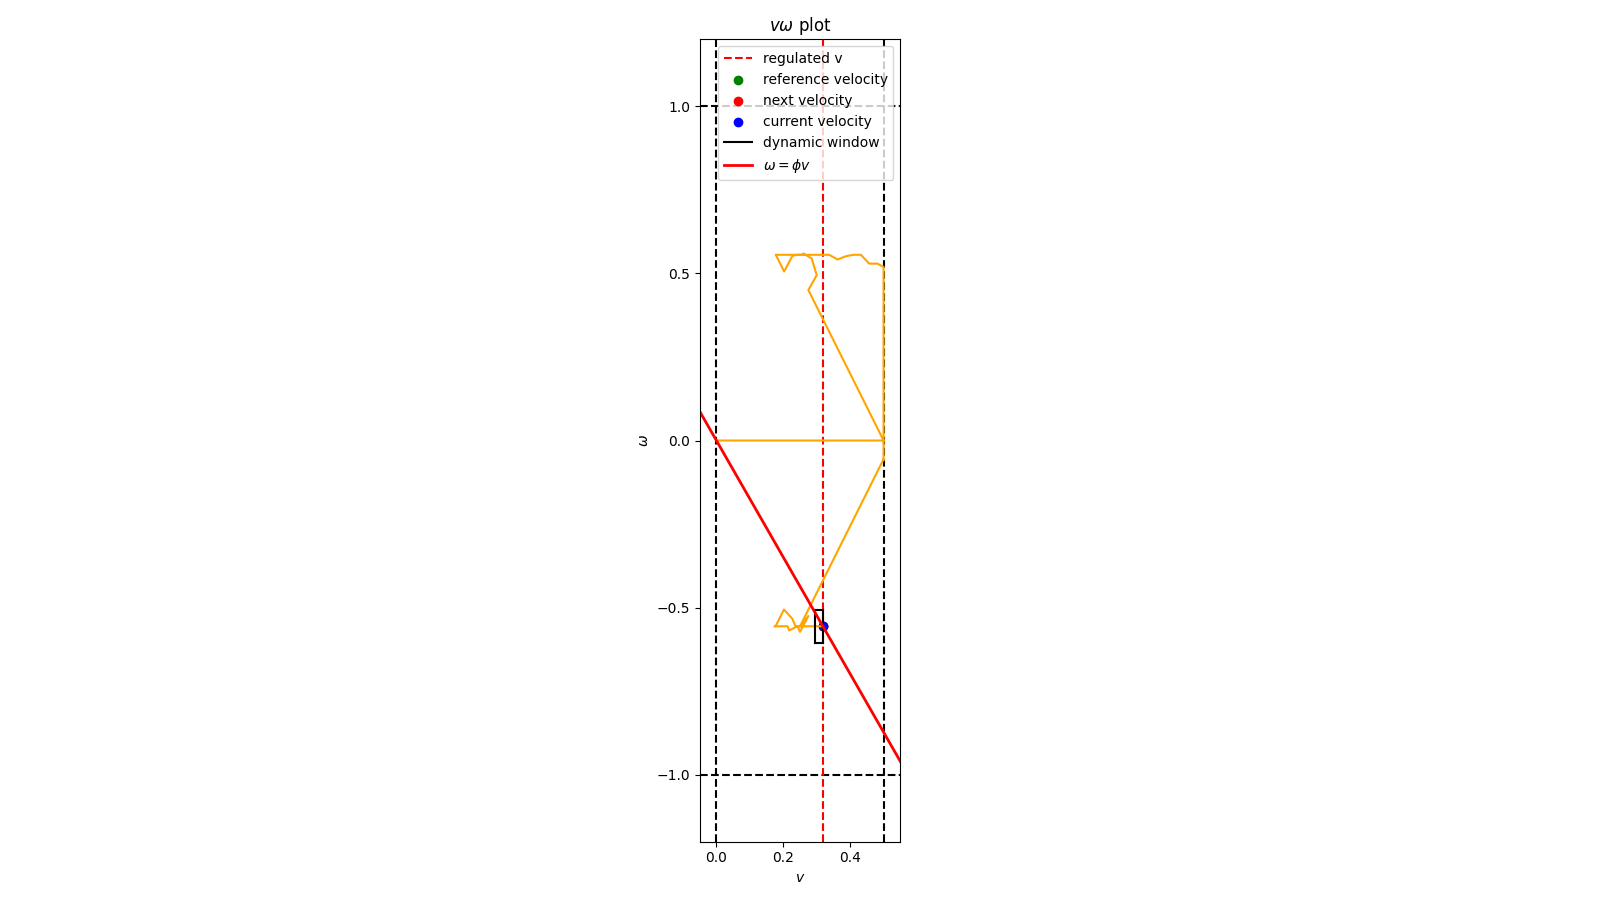 vω plot
regulated v
reference velocity
next velocity
current velocity
dynamic window
ω = ϕv
1.0
0.5
0.0
−0.5
−1.0
ω
0.0 0.2 0.4
v